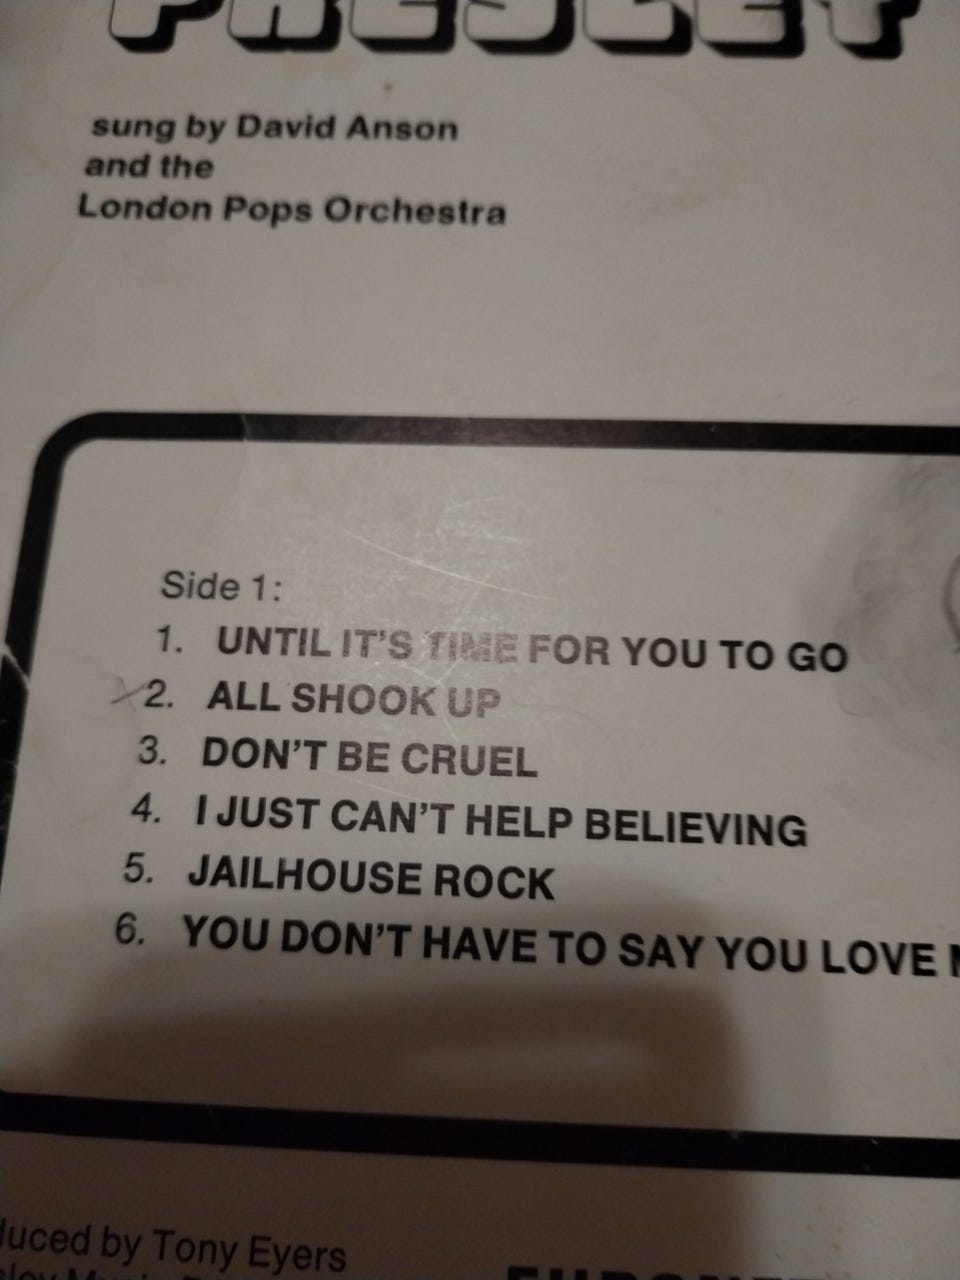 PRESLEY
sung by David Anson
and the
London Pops Orchestra
Side 1:
1. UNTIL IT'S TIME FOR YOU TO GO
2. ALL SHOOK UP
3. DON'T BE CRUEL
4. I JUST CAN'T HELP BELIEVING
5. JAILHOUSE ROCK
6. YOU DON'T HAVE TO SAY YOU LOVE
duced by Tony Eyers